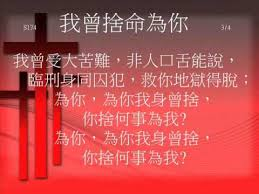 S174 我曾捨命為你 3/4
我曾受大苦難，非人口舌能說，
臨刑身同囚犯，救你地獄得脫；
為你，為你我身曾捨，
你捨何事為我？
為你，為你我身曾捨，
你捨何事為我?